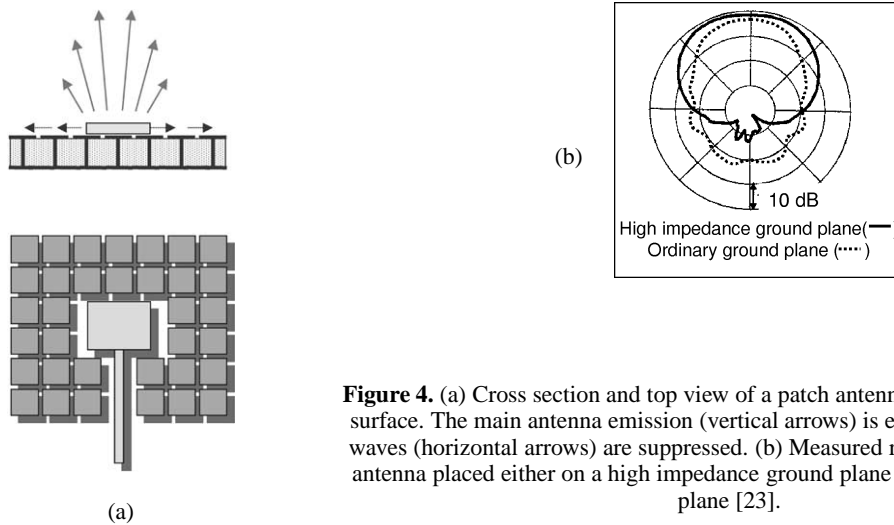 (a)
(b)
10 dB
High impedance ground plane(
Ordinary ground plane ( )
Figure 4. (a) Cross section and top view of a patch antenn
surface. The main antenna emission (vertical arrows) is e
waves (horizontal arrows) are suppressed. (b) Measured r
antenna placed either on a high impedance ground plane
plane [23].